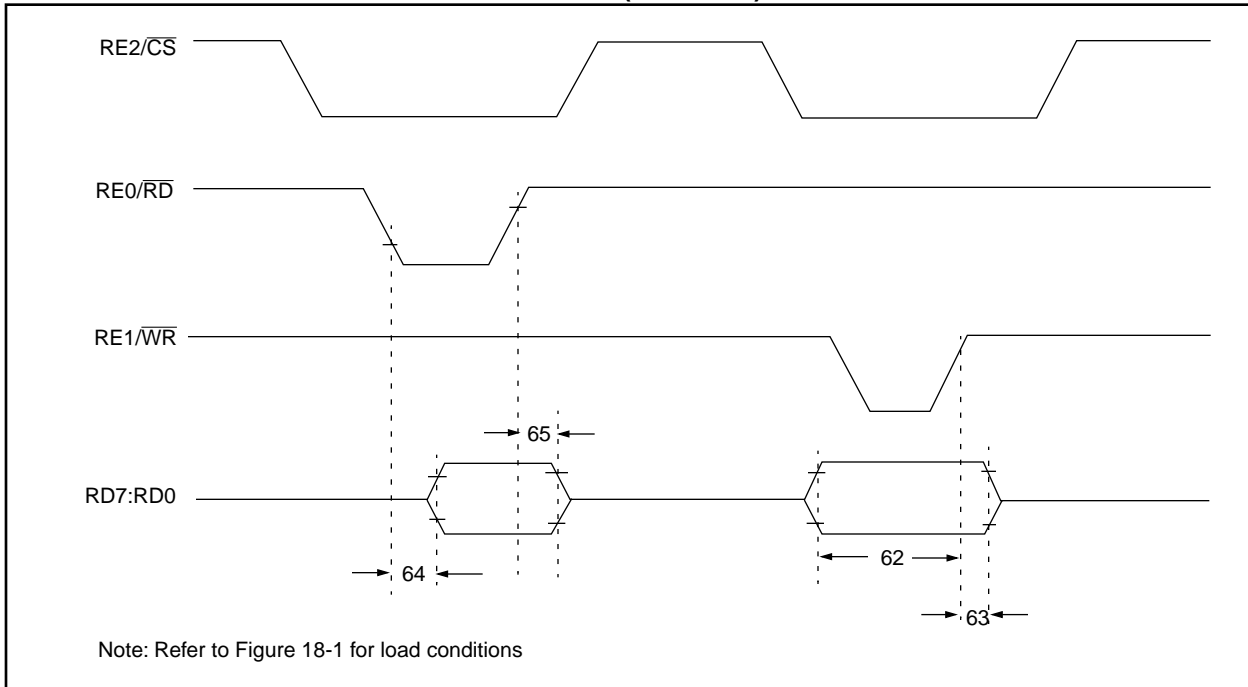 RE2/CS
RE0/RD
RE1/WR
65
RD7:RD0
62
64
63
Note: Refer to Figure 18-1 for load conditions